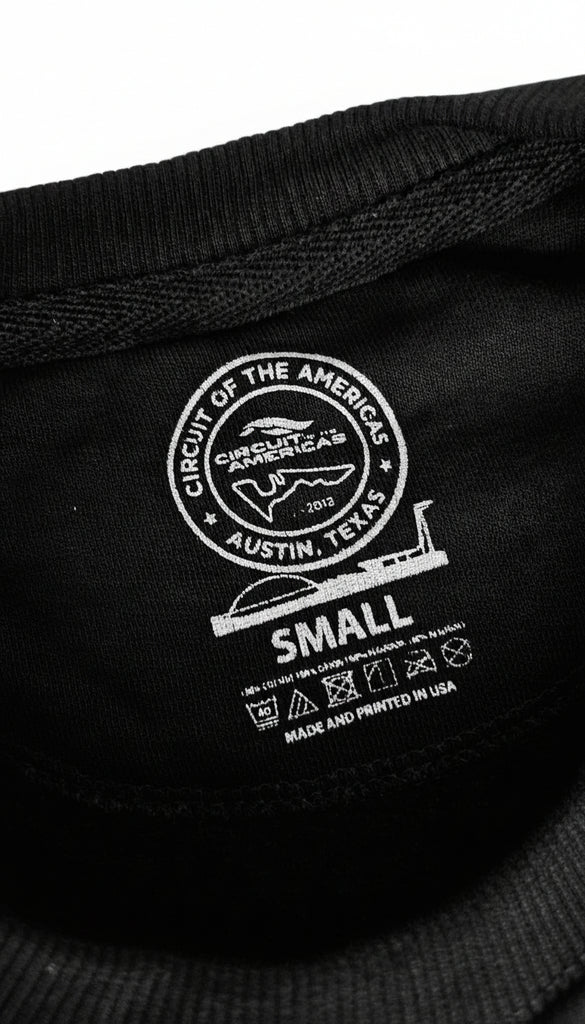 CIRCUIT OF THE AMERICAS
CIRCUIT OF THE
AMERICAS
2012
AUSTIN, TEXAS
SMALL
40
MADE AND PRINTED IN USA